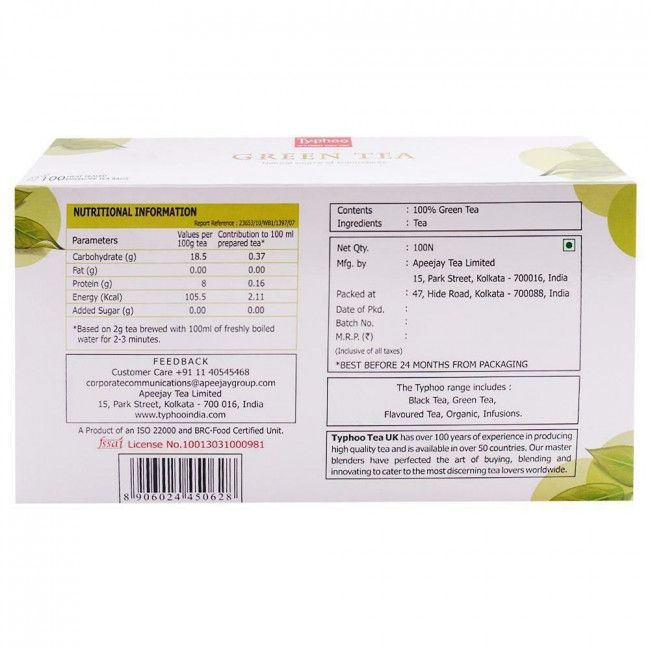 Typhoo
GREEN TEA
100
NUTRITIONAL INFORMATION
Report Reference : 23653/10/WB1/1397/07
Parameters Values per 100g tea Contribution to 100 ml prepared tea*
Carbohydrate (g) 18.5 0.37
Fat (g) 0.00 0.00
Protein (g) 8 0.16
Energy (Kcal) 105.5 2.11
Added Sugar (g) 0.00 0.00
*Based on 2g tea brewed with 100ml of freshly boiled
water for 2-3 minutes.
FEEDBACK
Customer Care +91 11 40545468
corporatecommunications@apeejaygroup.com
Apeejay Tea Limited
15, Park Street, Kolkata - 700 016, India
www.typhooindia.com
A Product of an ISO 22000 and BRC-Food Certified Unit.
fssai License No.10013031000981
8 906024 450628
Contents : 100% Green Tea
Ingredients : Tea
Net Qty. : 100N
Mfg. by : Apeejay Tea Limited
15, Park Street, Kolkata - 700016, India
Packed at : 47, Hide Road, Kolkata - 700088, India
Date of Pkd. :
Batch No. :
M.R.P. (₹) :
(Inclusive of all taxes)
*BEST BEFORE 24 MONTHS FROM PACKAGING
The Typhoo range includes :
Black Tea, Green Tea,
Flavoured Tea, Organic, Infusions.
Typhoo Tea UK has over 100 years of experience in producing
high quality tea and is available in over 50 countries. Our master
blenders have perfected the art of buying, blending and
innovating to cater to the most discerning tea lovers worldwide.